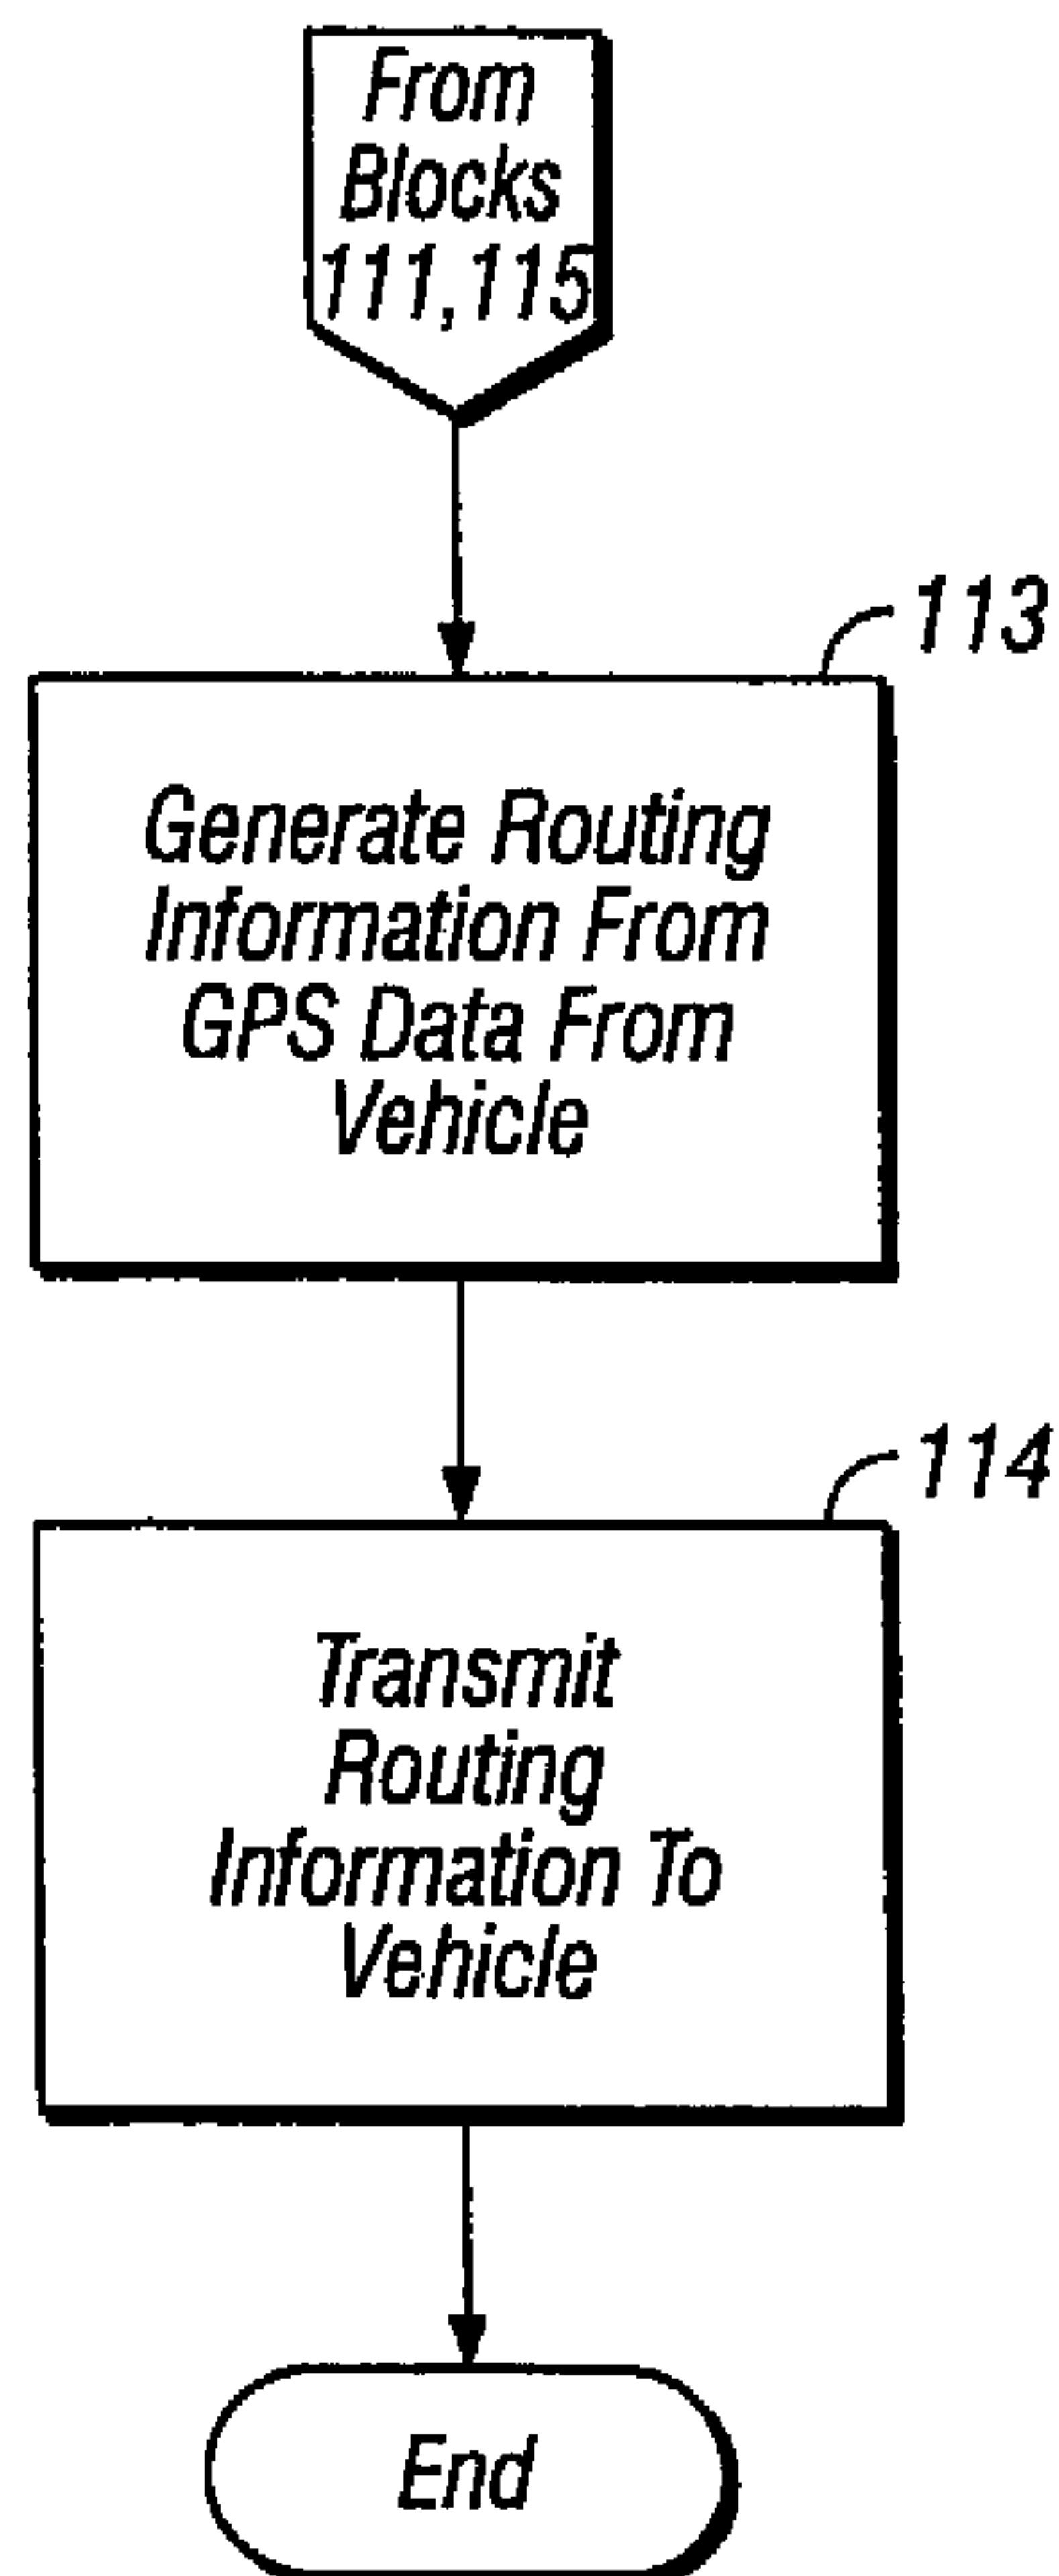 From
Blocks
111,115
113
Generate Routing
Information From
GPS Data From
Vehicle
114
Transmit
Routing
Information To
Vehicle
End